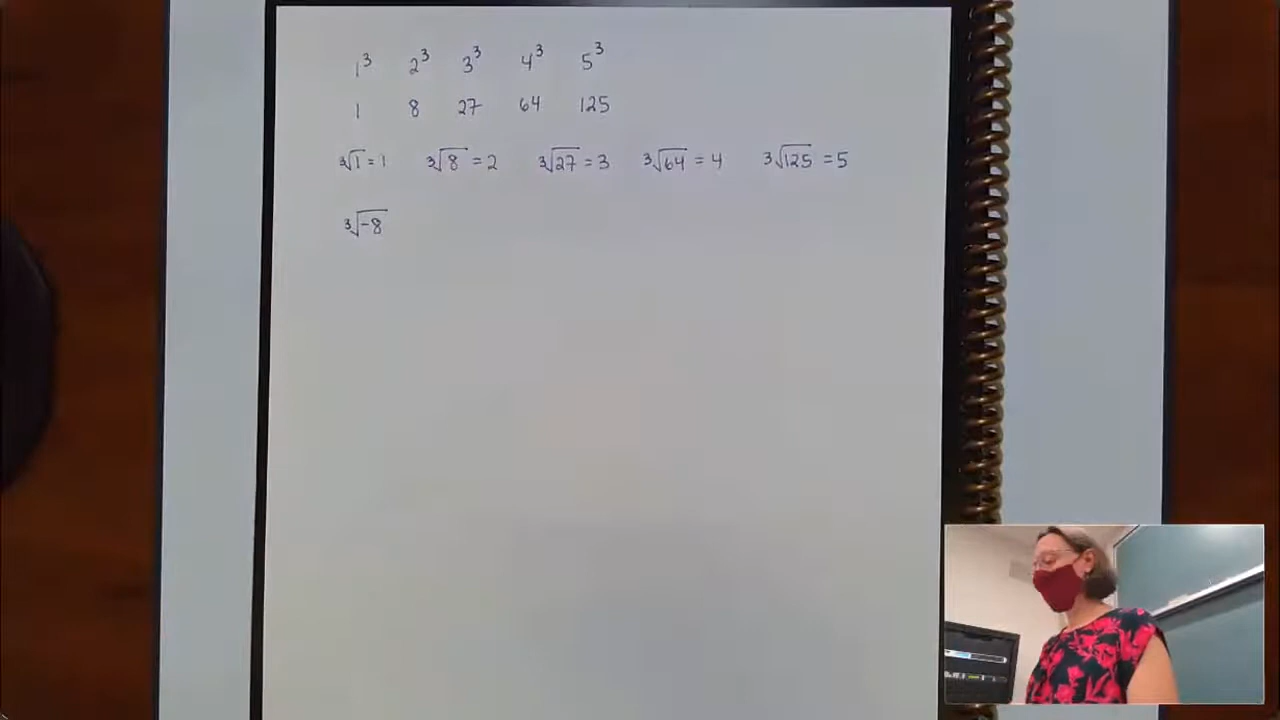 1³ 2³ 3³ 4³ 5³
1 8 27 64 125
∛1 = 1 ∛8 = 2 ∛27 = 3 ∛64 = 4 ∛125 = 5
∛-8